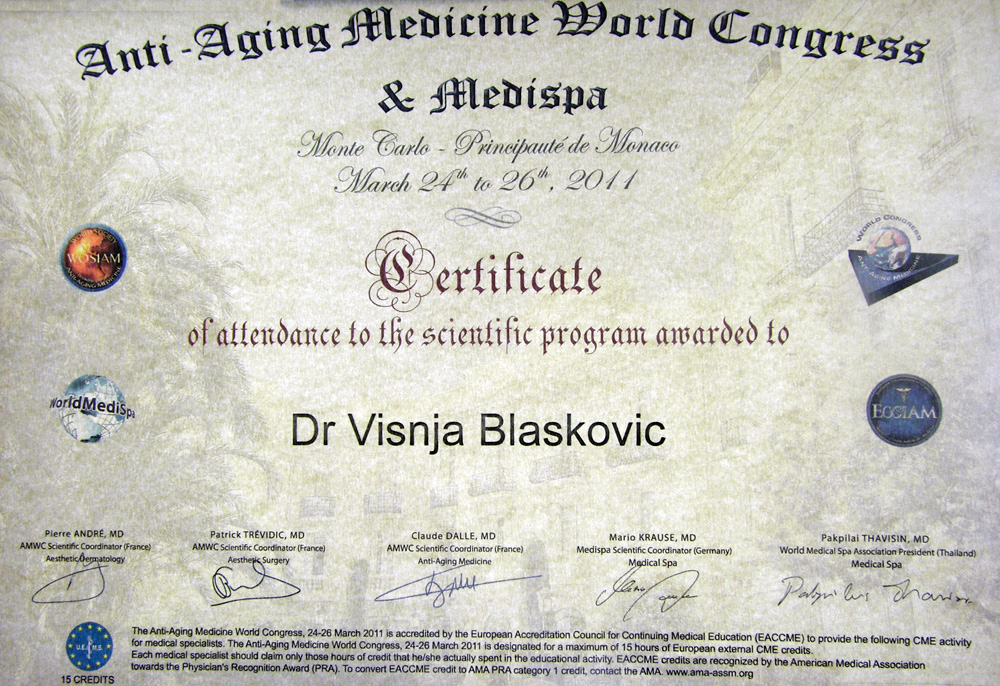 Anti-Aging Medicine World Congress
& Medispa
Monte Carlo - Principauté de Monaco
March 24th to 26th, 2011
WOSIAM
ANTI-AGING MEDICINE
WORLD CONGRESS
ANTI AGING MEDICINE
Certificate
of attendance to the scientific program awarded to
WorldMediSpa
ECSIAM
Dr Visnja Blaskovic
Pierre ANDRÉ, MD
AMWC Scientific Coordinator (France)
Aesthetic Dermatology
Patrick TRÉVIDIC, MD
AMWC Scientific Coordinator (France)
Aesthetic Surgery
Claude DALLE, MD
AMWC Scientific Coordinator (France)
Anti-Aging Medicine
Mario KRAUSE, MD
Medispa Scientific Coordinator (Germany)
Medical Spa
Pakpilai THAVISIN, MD
World Medical Spa Association President (Thailand)
Medical Spa
U.E.M.S.
15 CREDITS
The Anti-Aging Medicine World Congress, 24-26 March 2011 is accredited by the European Accreditation Council for Continuing Medical Education (EACCME) to provide the following CME activity
for medical specialists. The Anti-Aging Medicine World Congress, 24-26 March 2011 is designated for a maximum of 15 hours of European external CME credits.
Each medical specialist should claim only those hours of credit that he/she actually spent in the educational activity. EACCME credits are recognized by the American Medical Association
towards the Physician's Recognition Award (PRA). To convert EACCME credit to AMA PRA category 1 credit, contact the AMA. www.ama-assm.org